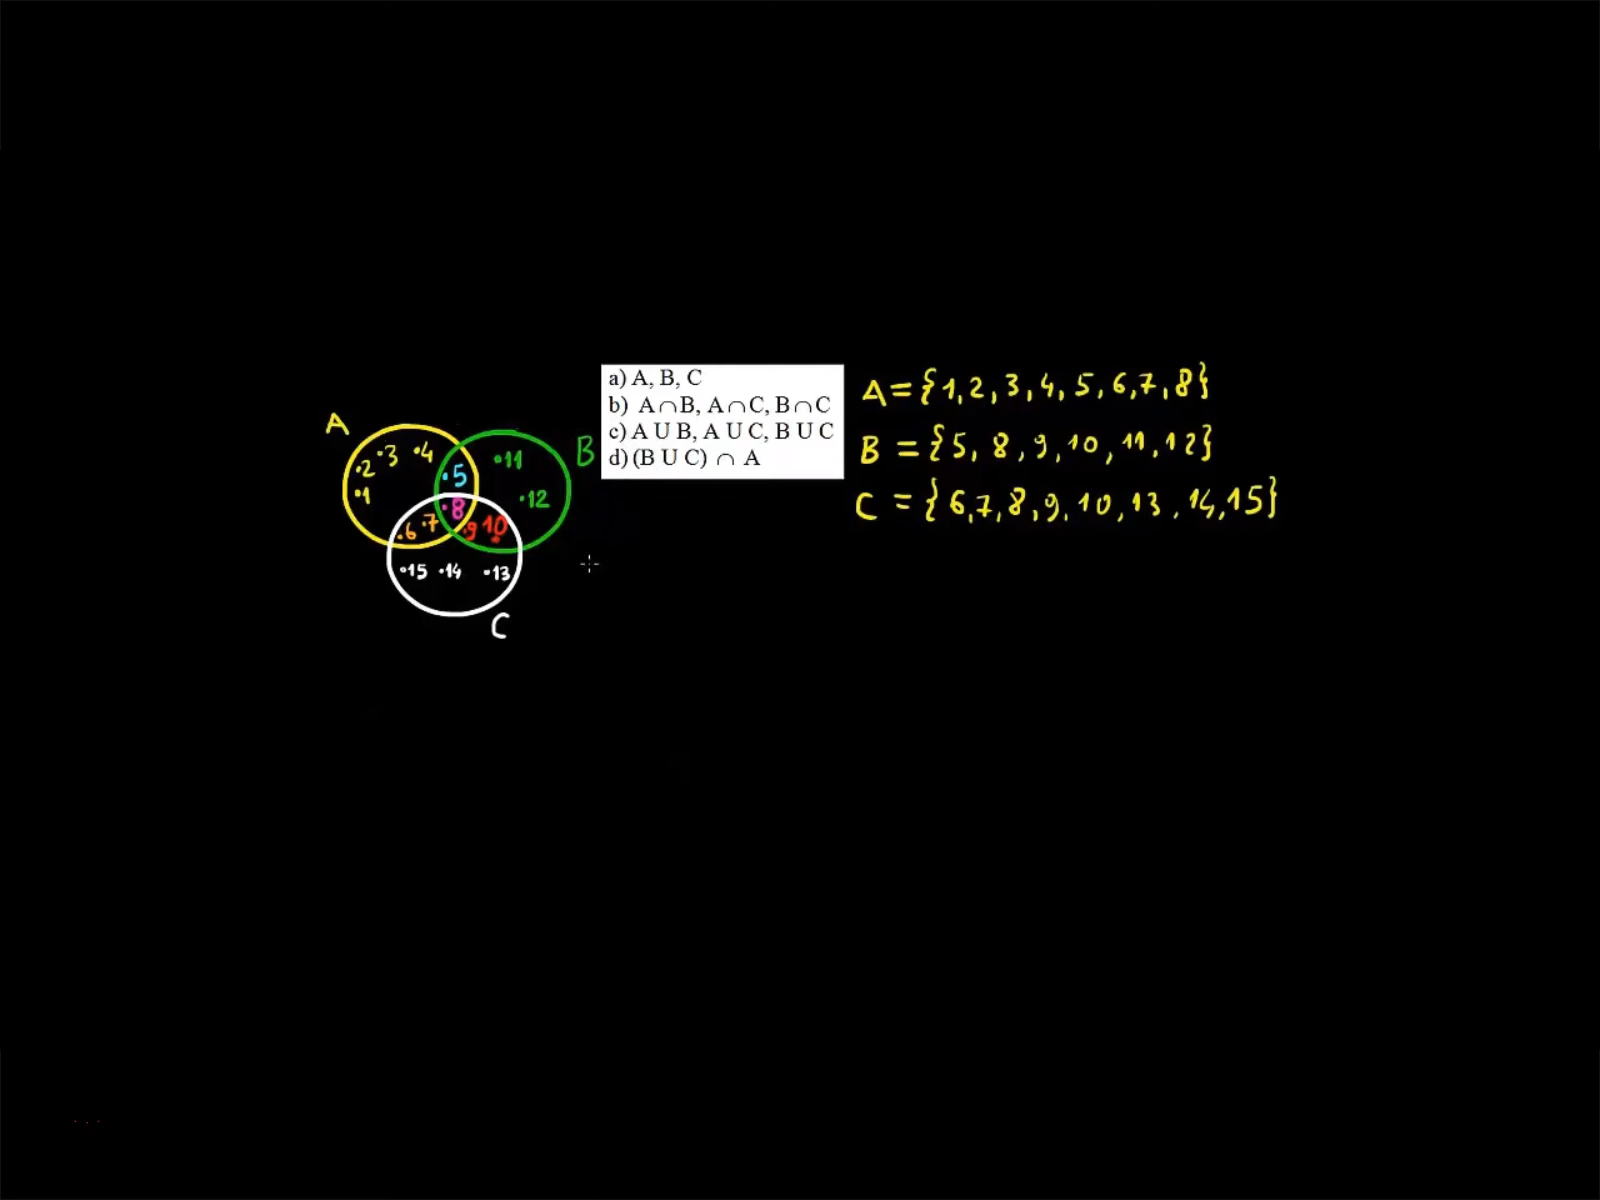 A
B
C
.2 .3 .4
.1
.5
.11
.12
.8
.6 .7
.9 10
.15 .14 .13
a) A, B, C
b) A∩B, A∩C, B∩C
c) A U B, A U C, B U C
d) (B U C) ∩ A
A = {1,2,3,4,5,6,7,8}
B = {5,8,9,10,11,12}
C = {6,7,8,9,10,13,14,15}